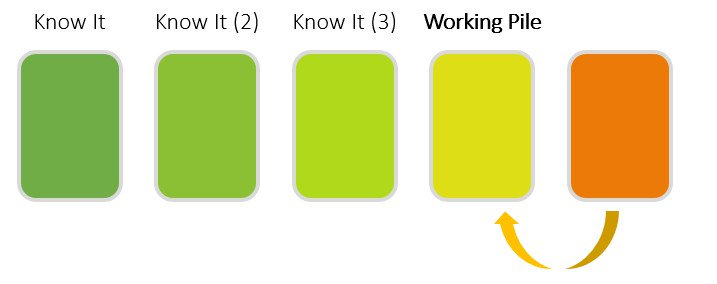 Know It
Know It (2)
Know It (3)
Working Pile